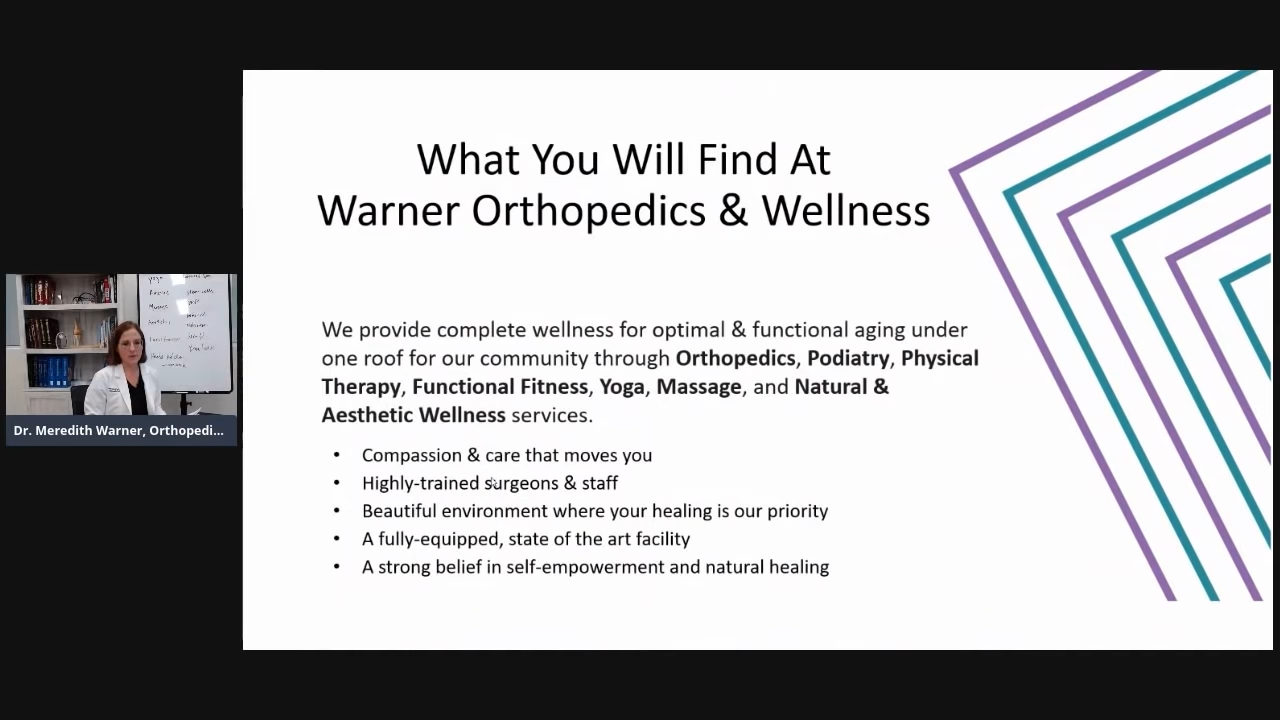 What You Will Find At
Warner Orthopedics & Wellness
We provide complete wellness for optimal & functional aging under
one roof for our community through Orthopedics, Podiatry, Physical
Therapy, Functional Fitness, Yoga, Massage, and Natural &
Aesthetic Wellness services.
• Compassion & care that moves you
• Highly-trained surgeons & staff
• Beautiful environment where your healing is our priority
• A fully-equipped, state of the art facility
• A strong belief in self-empowerment and natural healing
Dr. Meredith Warner, Orthopedi...